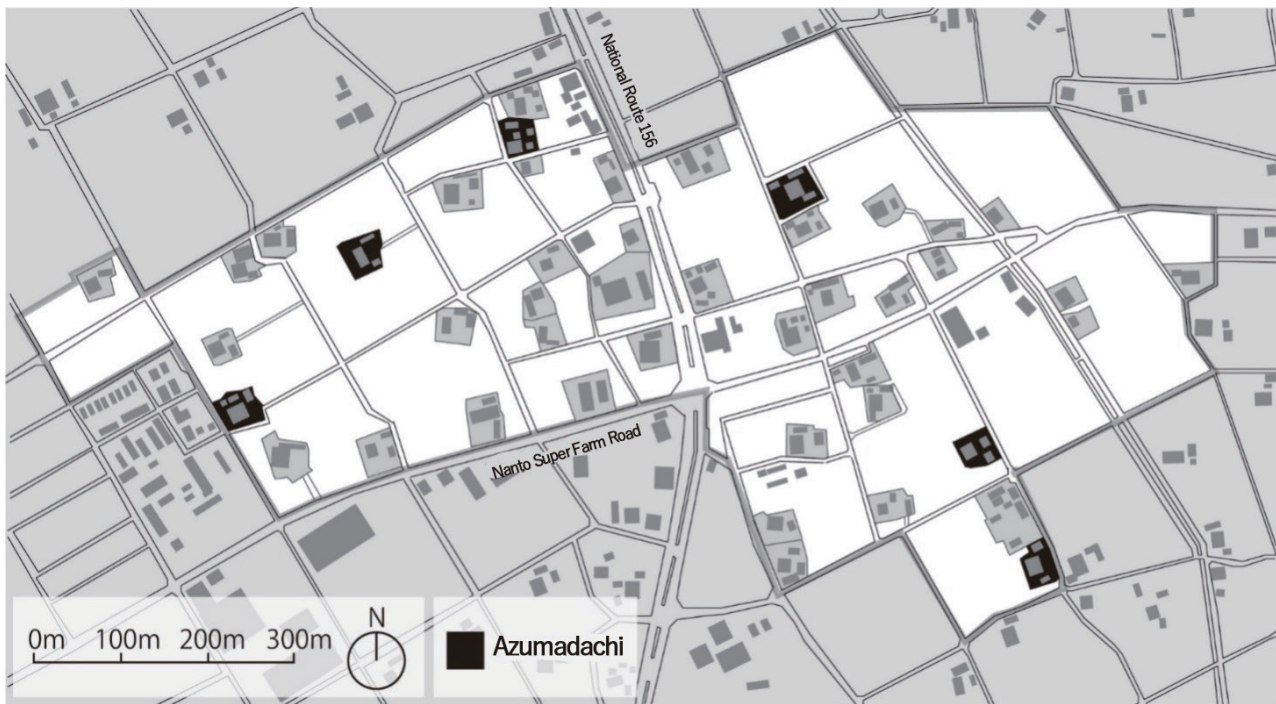 National Route 156
Nanto Super Farm Road
0m 100m 200m 300m
N
Azumadachi